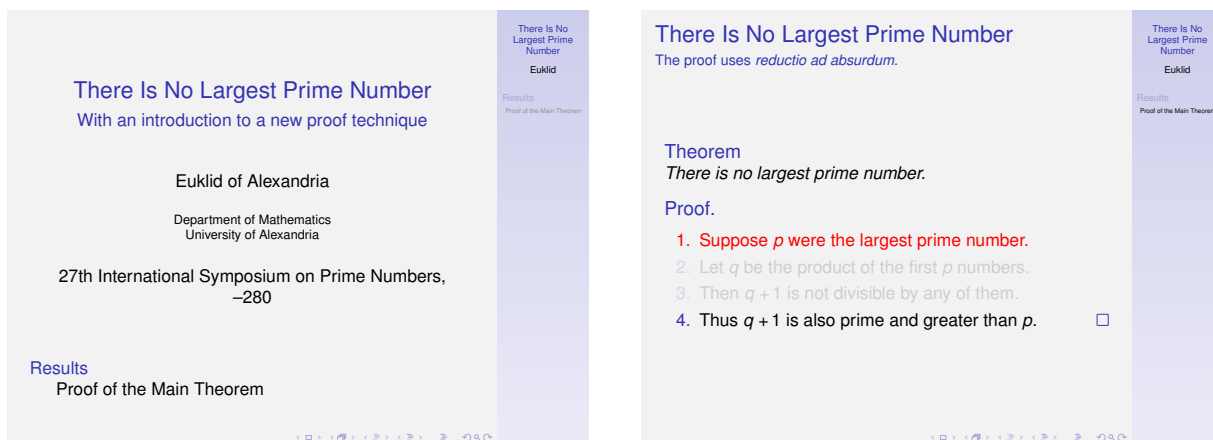 There Is No Largest Prime Number
With an introduction to a new proof technique
Euklid of Alexandria
Department of Mathematics
University of Alexandria
27th International Symposium on Prime Numbers,
–280
Results
Proof of the Main Theorem
There Is No
Largest Prime
Number
Euklid
Results
Proof of the Main Theorem
There Is No Largest Prime Number
The proof uses reductio ad absurdum.
Theorem
There is no largest prime number.
Proof.
1. Suppose p were the largest prime number.
2. Let q be the product of the first p numbers.
3. Then q + 1 is not divisible by any of them.
4. Thus q + 1 is also prime and greater than p. □
There Is No
Largest Prime
Number
Euklid
Results
Proof of the Main Theorem